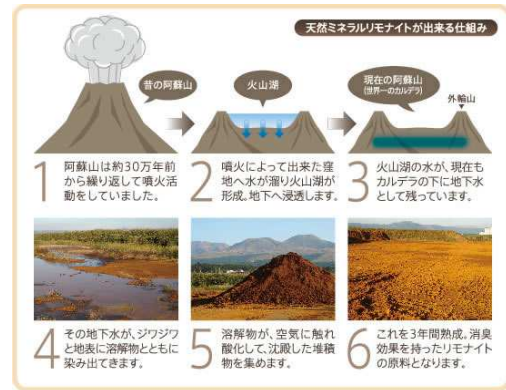 天然ミネラルリモナイトが出来る仕組み
昔の阿蘇山
火山湖
現在の阿蘇山
(世界一のカルデラ)
外輪山
1
阿蘇山は約30万年前
から繰り返して噴火活
動をしていました。
2
噴火によって出来た窪
地へ水が溜り火山湖が
形成。地下へ浸透します。
3
火山湖の水が、現在も
カルデラの下に地下水
として残っています。
4
その地下水が、ジワジワ
と地表に溶解物とともに
染み出てきます。
5
溶解物が、空気に触れ
酸化して、沈殿した堆積
物を集めます。
6
これを3年間熟成。消臭
効果を持ったリモナイト
の原料となります。